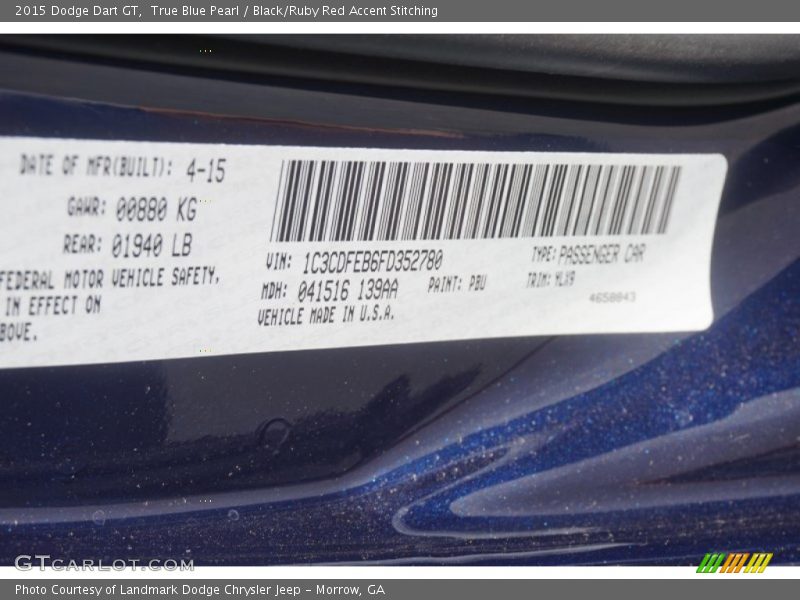 2015 Dodge Dart GT,  True Blue Pearl / Black/Ruby Red Accent Stitching
DATE OF MFR(BUILT): 4-15
GAWR: 00880 KG
REAR: 01940 LB
FEDERAL MOTOR VEHICLE SAFETY,
IN EFFECT ON
BOVE.
VIN: 1C3CDFEB6FD352780
TYPE: PASSENGER CAR
MDH: 041516 139AA
PAINT: PBU
TRIM: YLX9
VEHICLE MADE IN U.S.A.
4658843
GTCARLOT.COM
Photo Courtesy of Landmark Dodge Chrysler Jeep – Morrow, GA